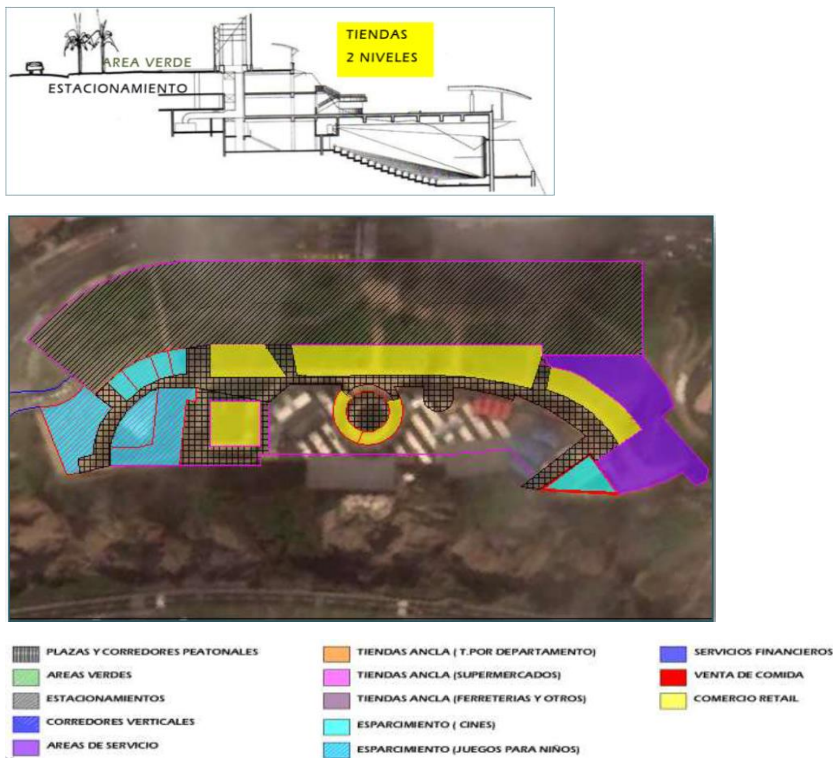 TIENDAS
2 NIVELES
AREA VERDE
ESTACIONAMIENTO
PLAZAS Y CORREDORES PEATONALES
AREAS VERDES
ESTACIONAMIENTOS
CORREDORES VERTICALES
AREAS DE SERVICIO
TIENDAS ANCLA ( T.POR DEPARTAMENTO)
TIENDAS ANCLA (SUPERMERCADOS)
TIENDAS ANCLA (FERRETERIAS Y OTROS)
ESPARCIMIENTO ( CINES)
ESPARCIMIENTO (JUEGOS PARA NIÑOS)
SERVICIOS FINANCIEROS
VENTA DE COMIDA
COMERCIO RETAIL